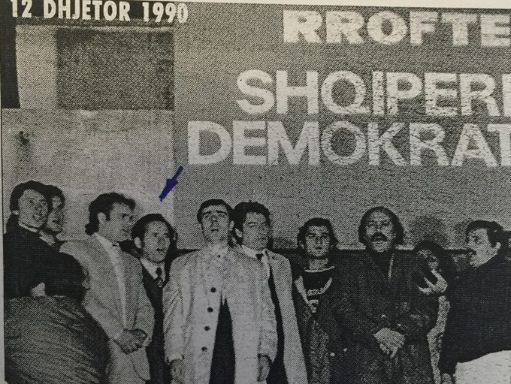 12 DHJETOR 1990
RROFTE
SHQIPERI
DEMOKRAT